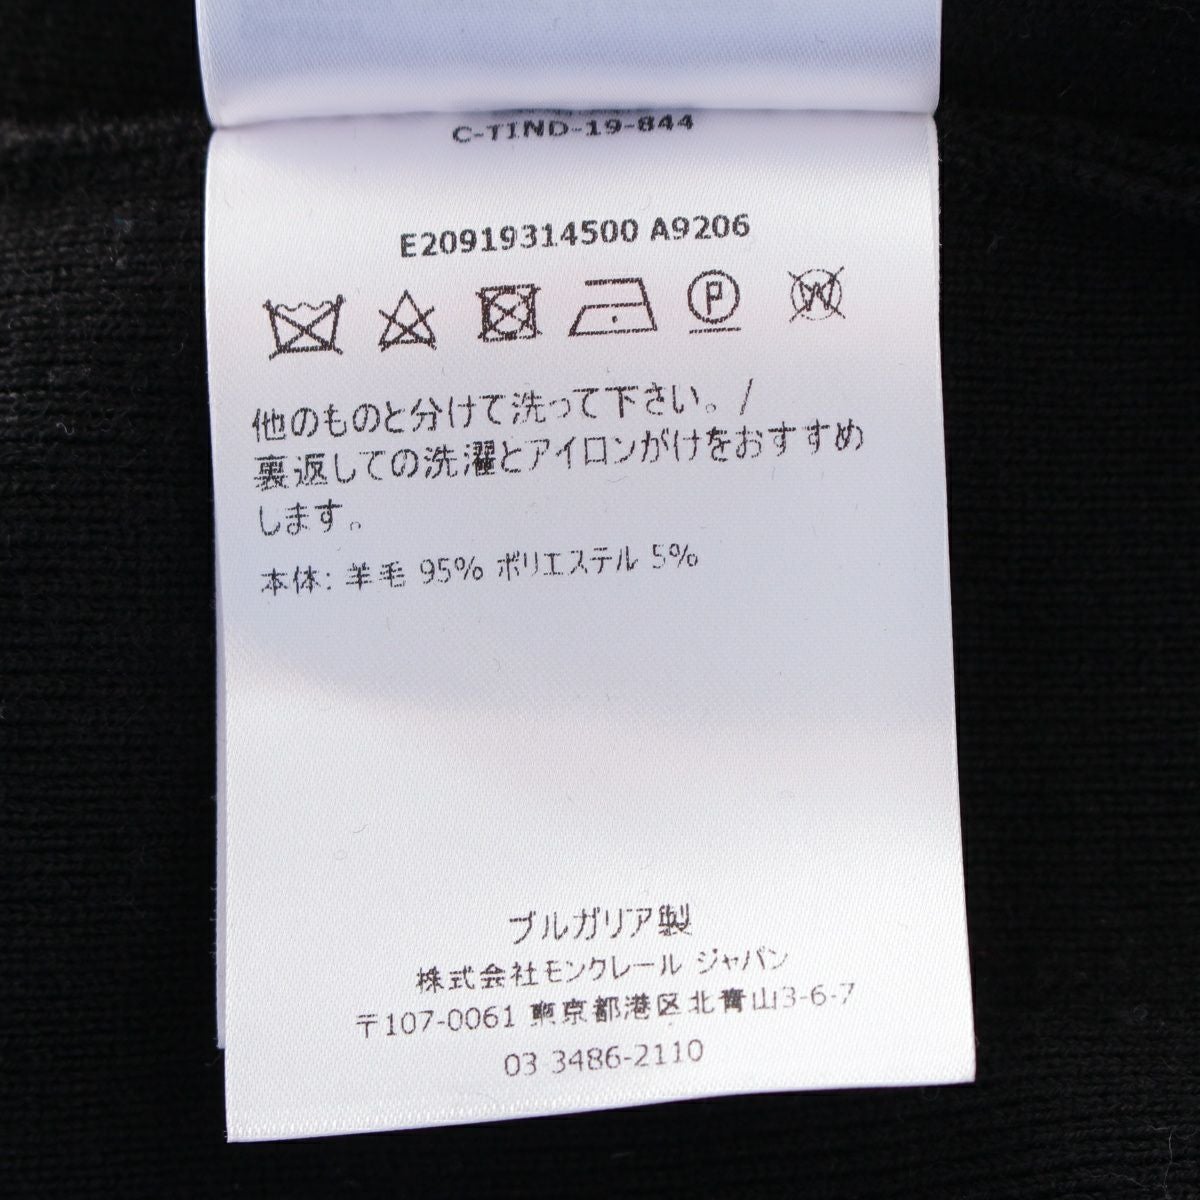 C-TIND-19-844
E20919314500 A9206
P
W
他のものと分けて洗って下さい。/
裏返しての洗濯とアイロンがけをおすすめ
します。
本体: 羊毛 95% ポリエステル 5%
ブルガリア製
株式会社モンクレール ジャパン
〒107-0061 東京都港区北青山3-6-7
03 3486-2110